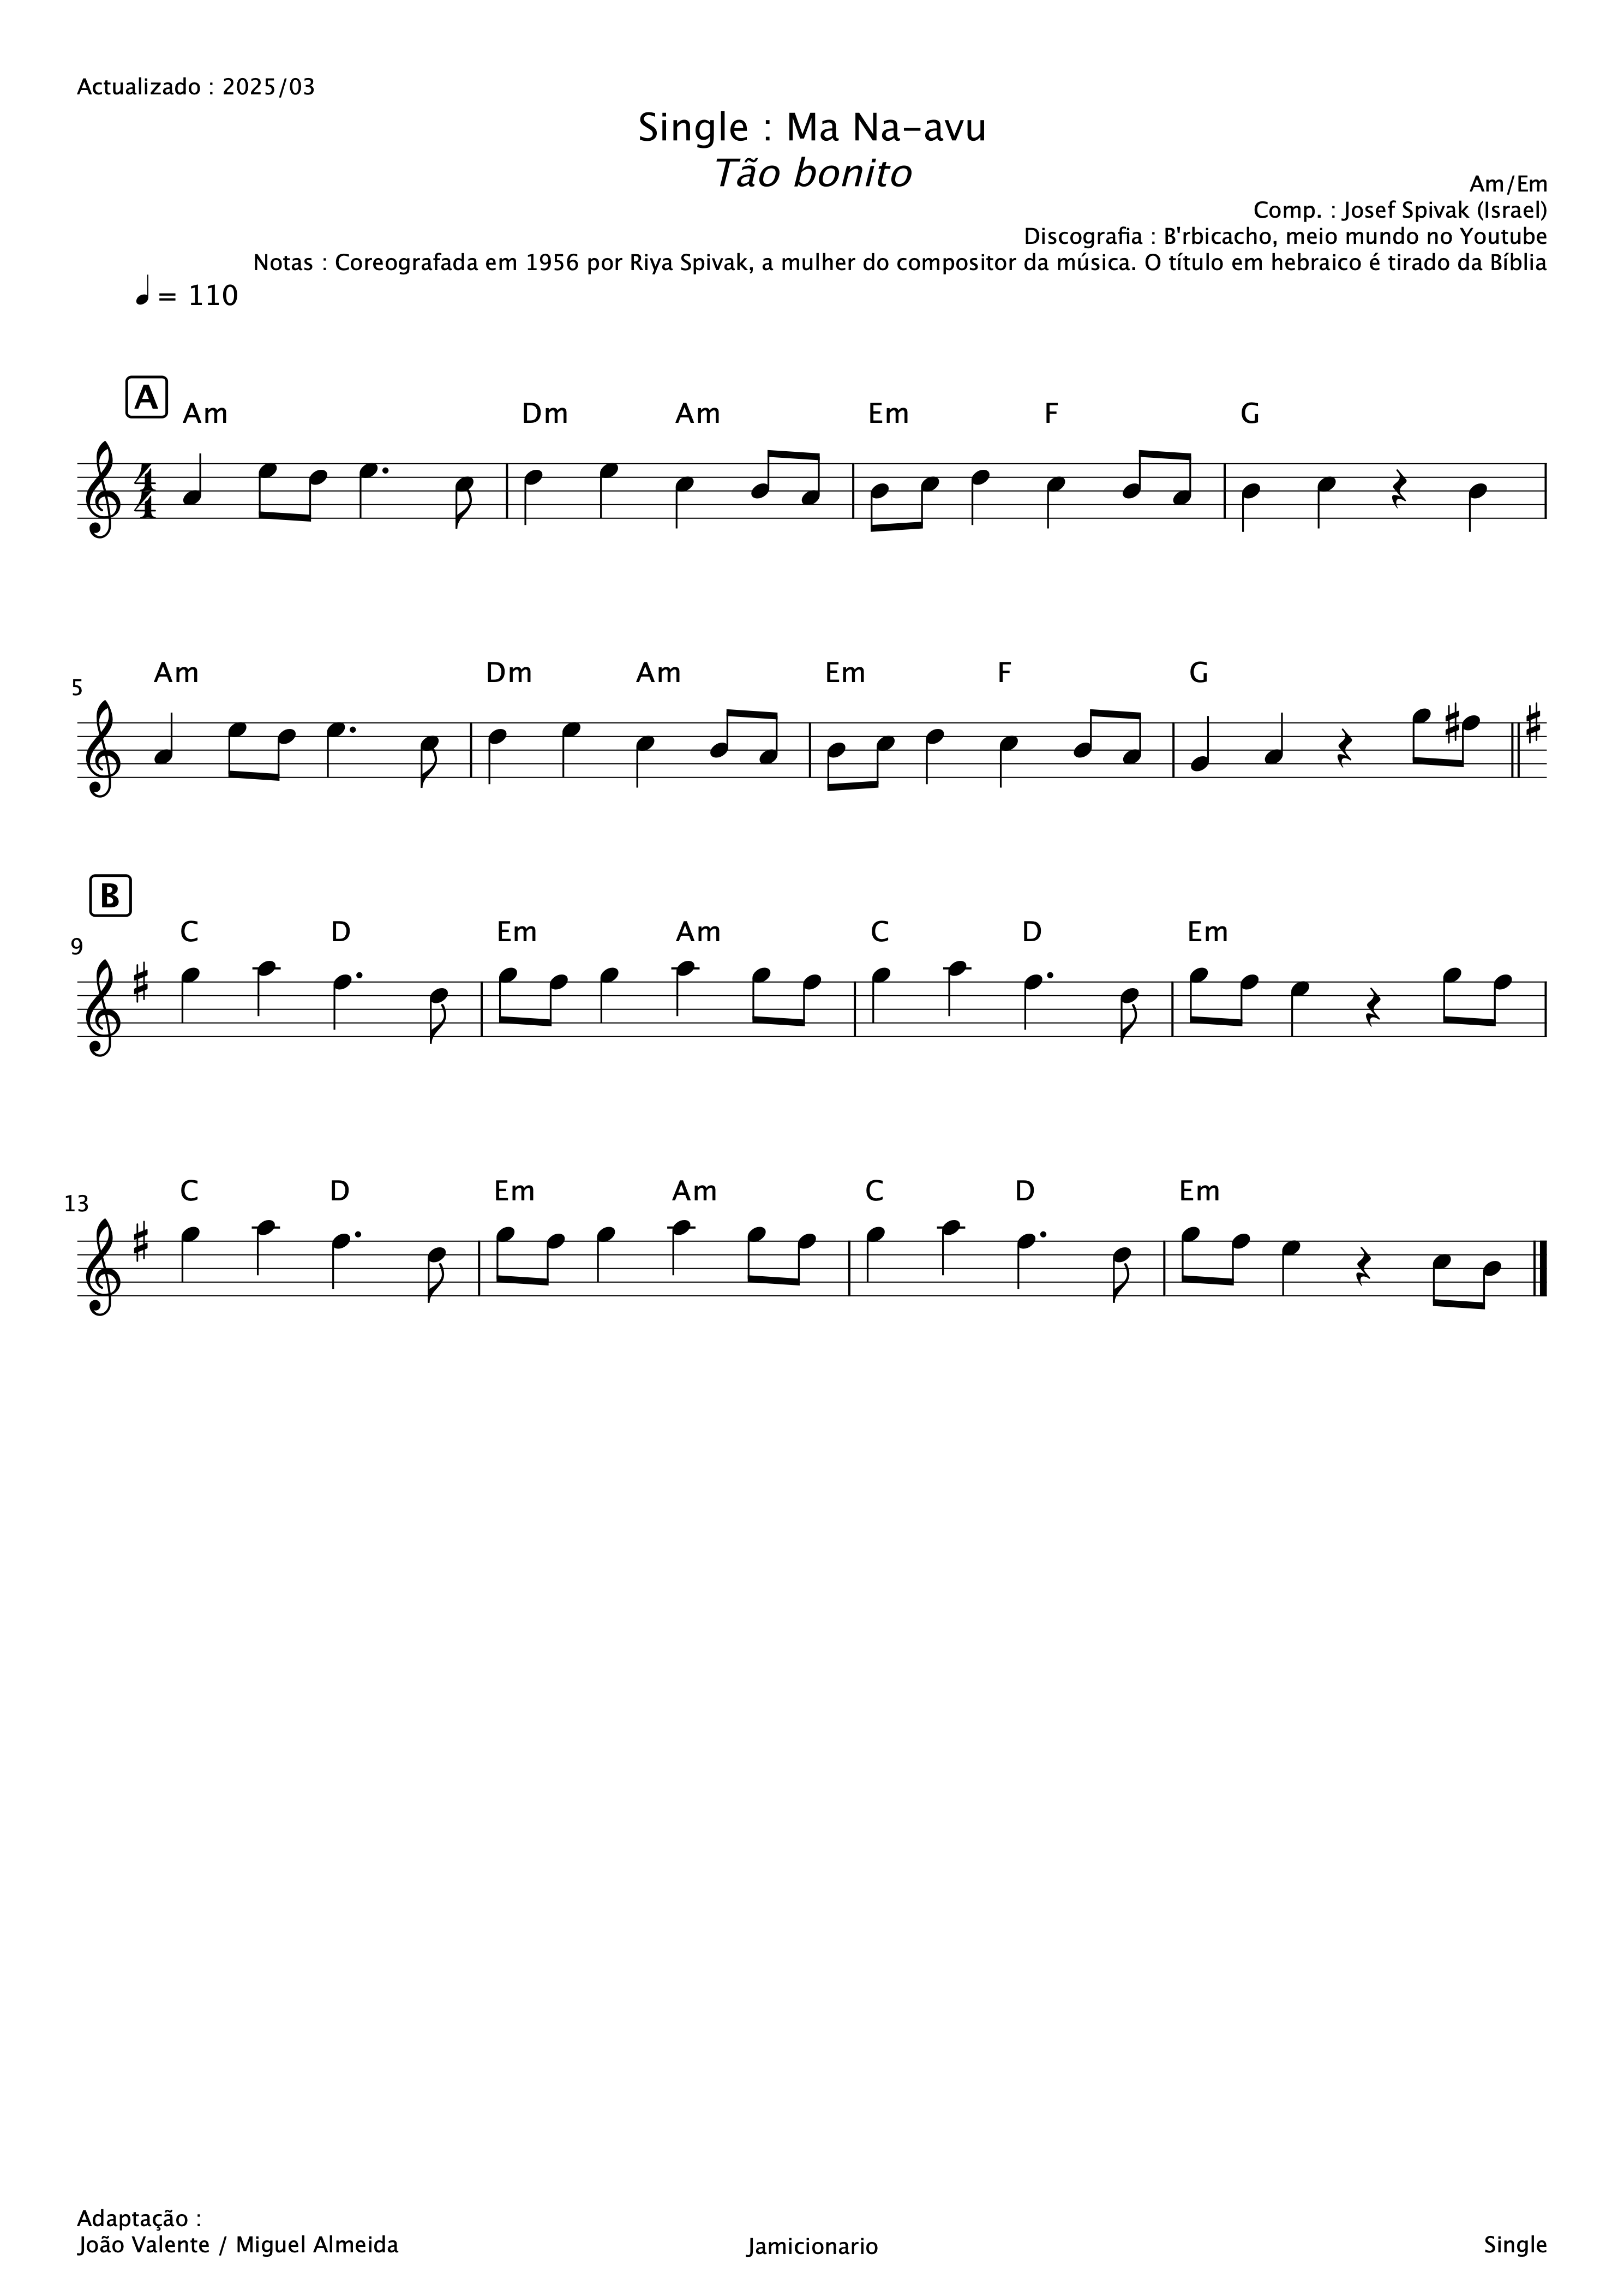 Actualizado : 2025/03
Single : Ma Na-avu
Tão bonito
Am/Em
Comp. : Josef Spivak (Israel)
Discografia : B'rbicacho, meio mundo no Youtube
Notas : Coreografada em 1956 por Riya Spivak, a mulher do compositor da música. O título em hebraico é tirado da Bíblia
= 110
A
Am Dm Am Em F G
4
4
5
Am Dm Am Em F G
B
9
C D Em Am C D Em
13
C D Em Am C D Em
Adaptação :
João Valente / Miguel Almeida
Jamicionario
Single